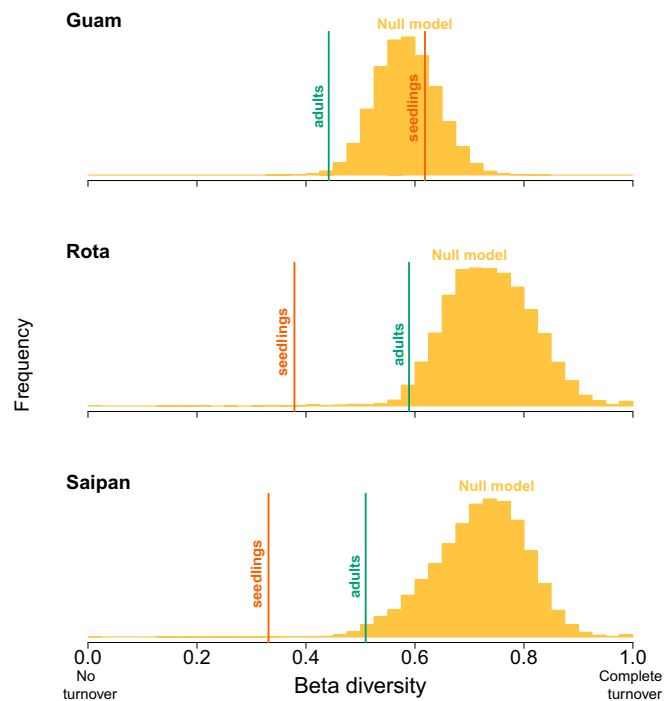 Guam
Null model
adults
seedlings
Rota
Null model
seedlings
adults
Frequency
Saipan
Null model
seedlings
adults
0.0 0.2 0.4 0.6 0.8 1.0
No turnover
Beta diversity
Complete turnover